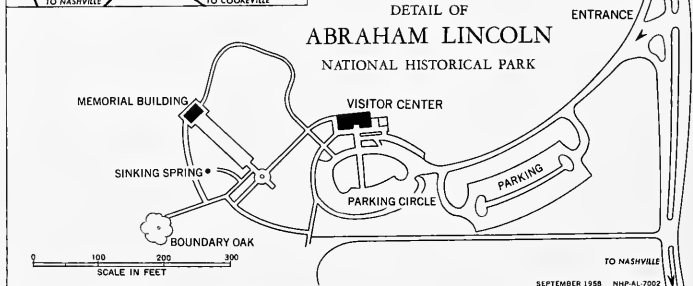 TO NASHVILLE
TO COOKEVILLE
DETAIL OF
ABRAHAM LINCOLN
NATIONAL HISTORICAL PARK
ENTRANCE
MEMORIAL BUILDING
VISITOR CENTER
SINKING SPRING
PARKING
PARKING CIRCLE
BOUNDARY OAK
0 100 200 300
SCALE IN FEET
TO NASHVILLE
SEPTEMBER 1958 NHP-AL-7002